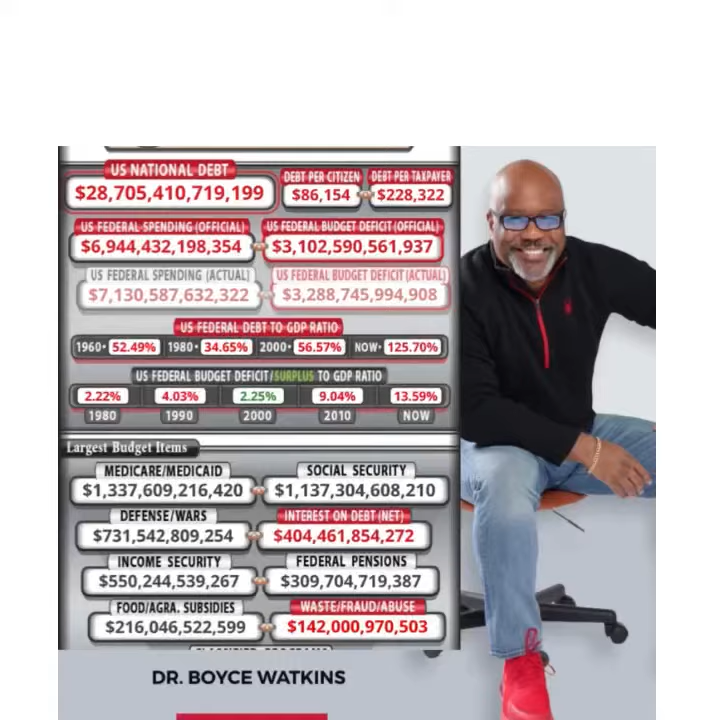 US NATIONAL DEBT
$28,705,410,719,199
DEBT PER CITIZEN
$86,154
DEBT PER TAXPAYER
$228,322
US FEDERAL SPENDING (OFFICIAL)
$6,944,432,198,354
US FEDERAL BUDGET DEFICIT (OFFICIAL)
$3,102,590,561,937
US FEDERAL SPENDING (ACTUAL)
$7,130,587,632,322
US FEDERAL BUDGET DEFICIT (ACTUAL)
$3,288,745,994,908
US FEDERAL DEBT TO GDP RATIO
1960• 52.49% 1980• 34.65% 2000• 56.57% NOW• 125.70%
US FEDERAL BUDGET DEFICIT/SURPLUS TO GDP RATIO
2.22% 4.03% 2.25% 9.04% 13.59%
1980 1990 2000 2010 NOW
Largest Budget Items
MEDICARE/MEDICAID
$1,337,609,216,420
SOCIAL SECURITY
$1,137,304,608,210
DEFENSE/WARS
$731,542,809,254
INTEREST ON DEBT (NET)
$404,461,854,272
INCOME SECURITY
$550,244,539,267
FEDERAL PENSIONS
$309,704,719,387
FOOD/AGRA. SUBSIDIES
$216,046,522,599
WASTE/FRAUD/ABUSE
$142,000,970,503
DR. BOYCE WATKINS